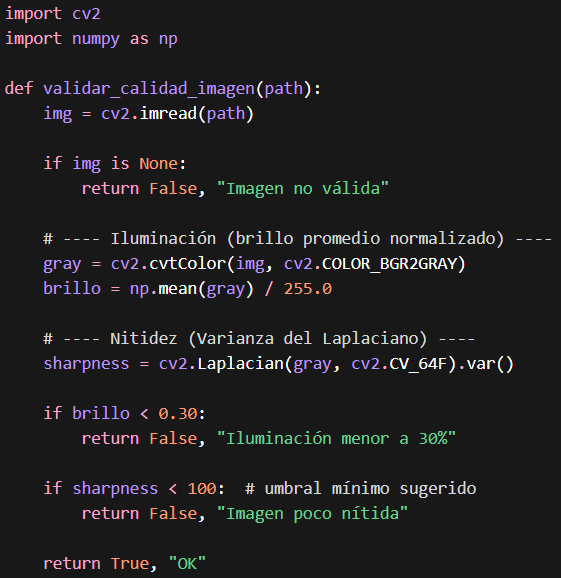 import cv2
import numpy as np

def validar_calidad_imagen(path):
    img = cv2.imread(path)

    if img is None:
        return False, "Imagen no válida"

    # ---- Iluminación (brillo promedio normalizado) ----
    gray = cv2.cvtColor(img, cv2.COLOR_BGR2GRAY)
    brillo = np.mean(gray) / 255.0

    # ---- Nitidez (Varianza del Laplaciano) ----
    sharpness = cv2.Laplacian(gray, cv2.CV_64F).var()

    if brillo < 0.30:
        return False, "Iluminación menor a 30%"

    if sharpness < 100:  # umbral mínimo sugerido
        return False, "Imagen poco nítida"

    return True, "OK"